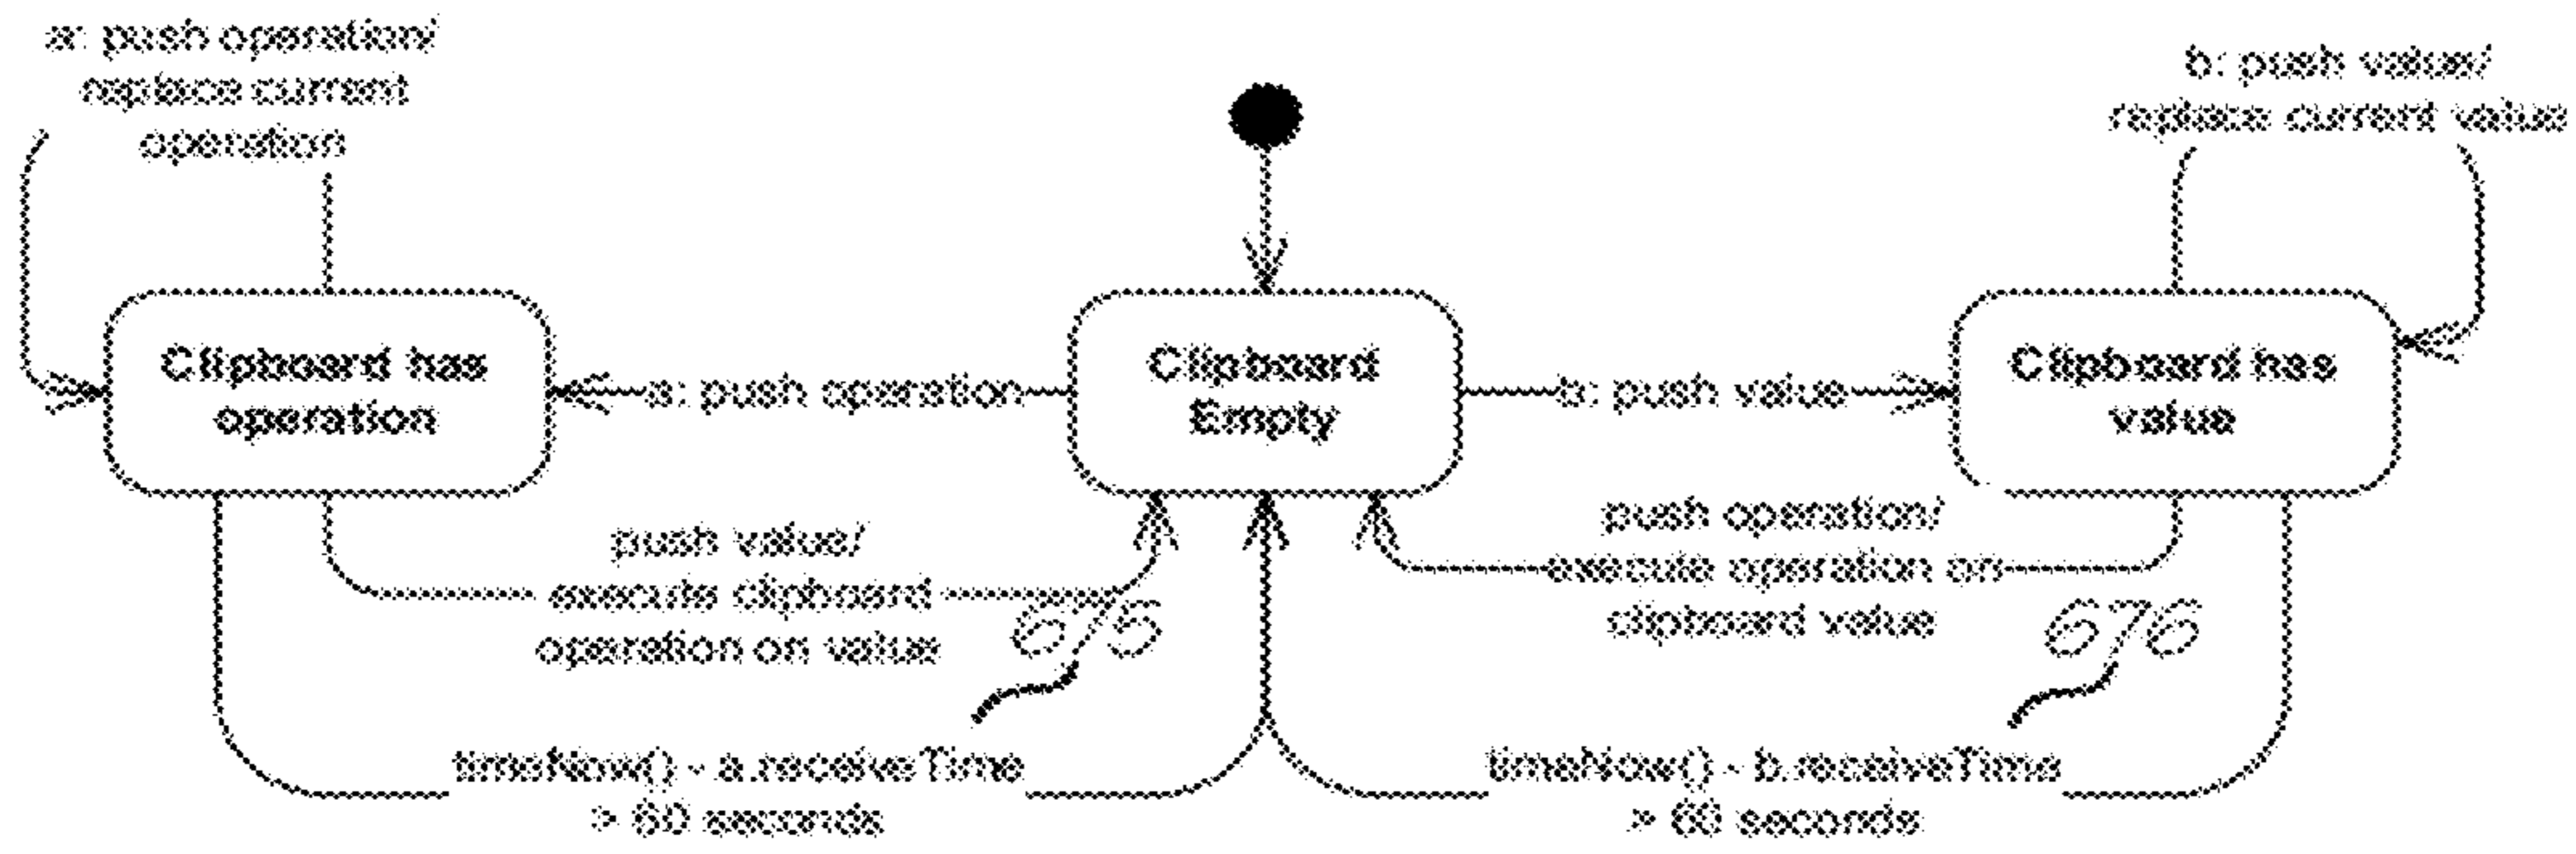 a: push operation/
replace current
operation
b: push value/
replace current value
Clipboard has
operation
a: push operation
Clipboard
Empty
b: push value
Clipboard has
value
push value/
execute clipboard
operation on value
675
push operation/
execute operation on
clipboard value
676
timeNow() - a.receiveTime
> 60 seconds
timeNow() - b.receiveTime
> 60 seconds